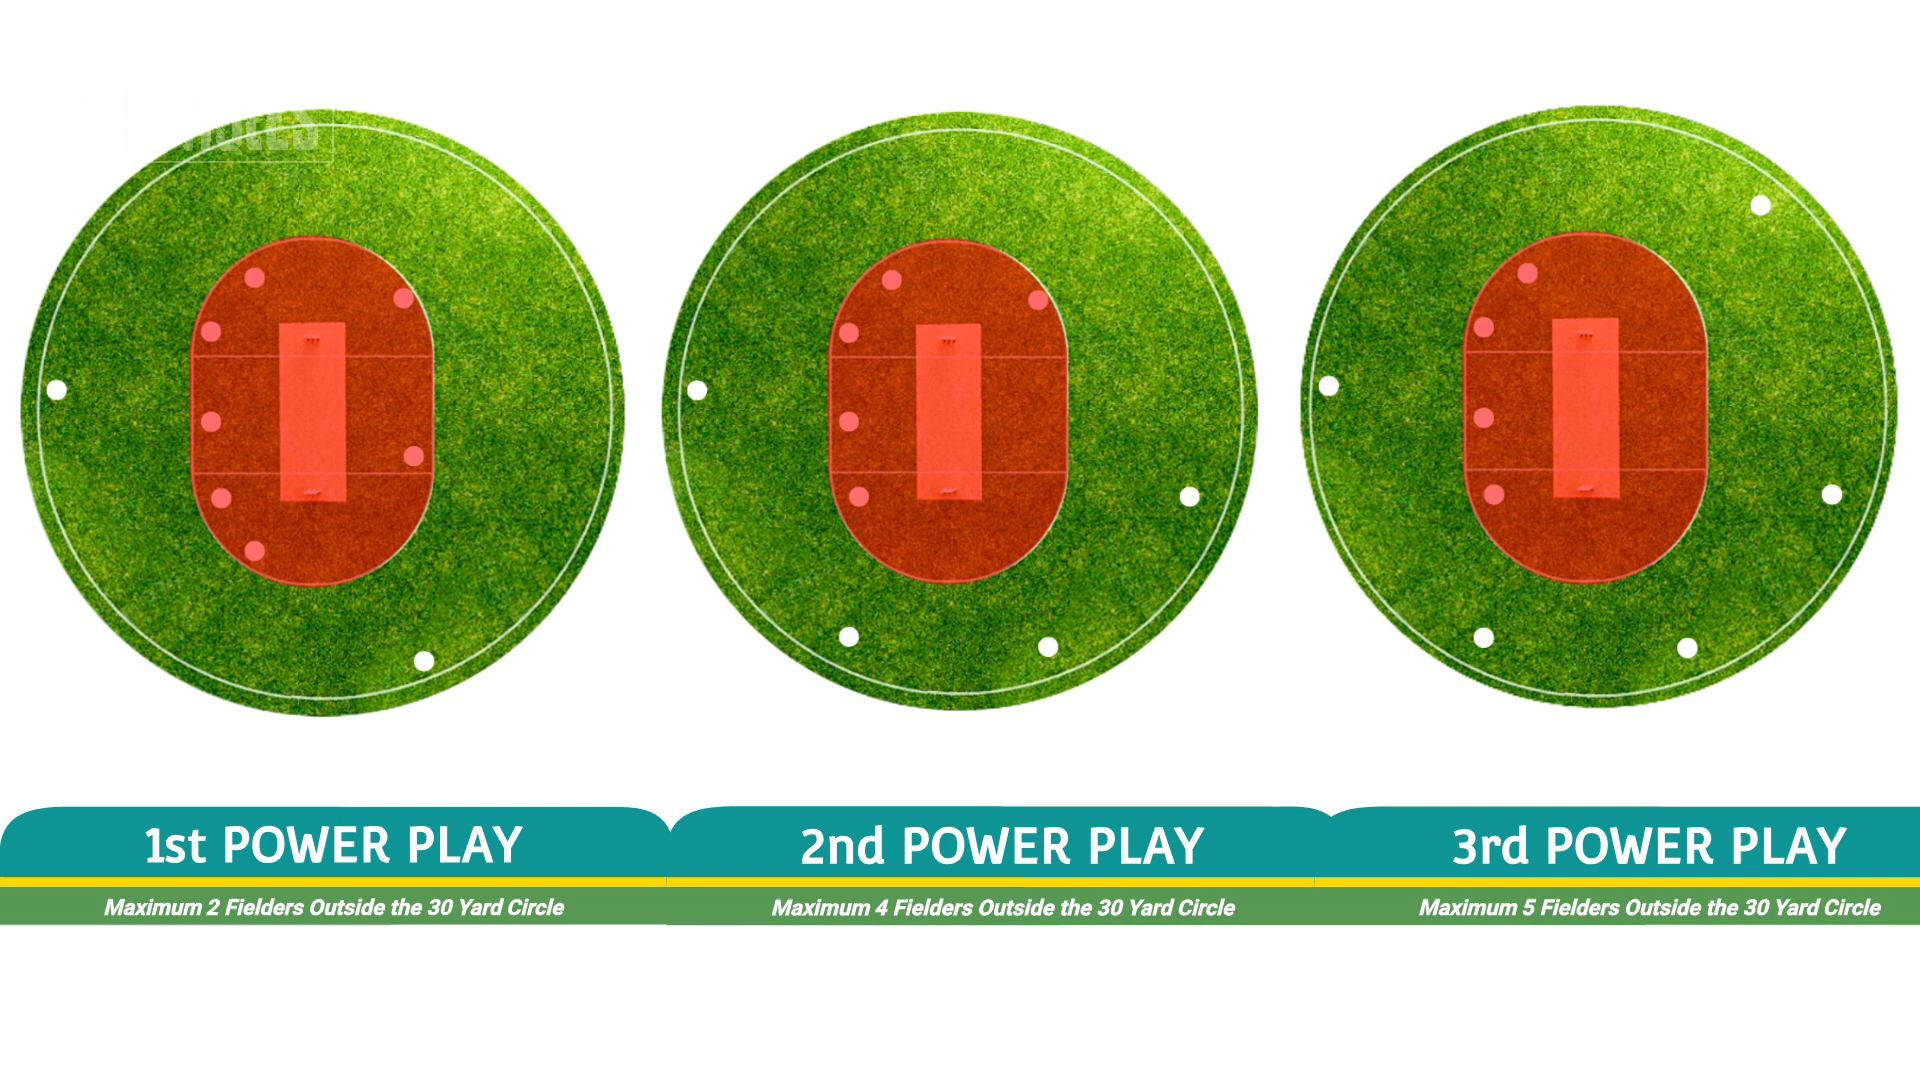 1st POWER PLAY
Maximum 2 Fielders Outside the 30 Yard Circle
2nd POWER PLAY
Maximum 4 Fielders Outside the 30 Yard Circle
3rd POWER PLAY
Maximum 5 Fielders Outside the 30 Yard Circle